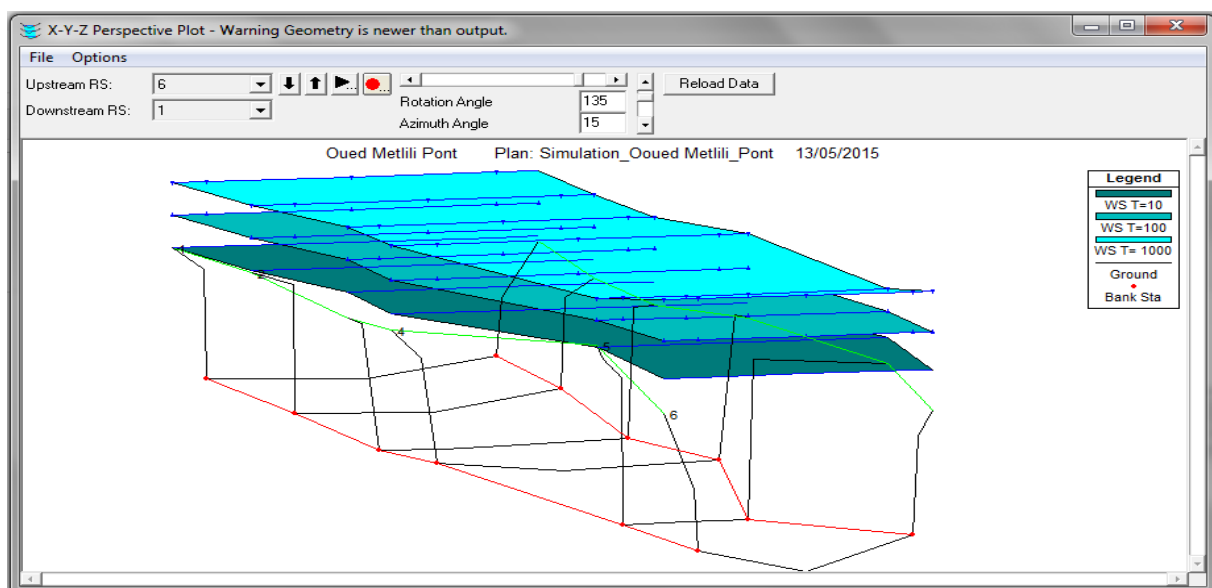 X-Y-Z Perspective Plot - Warning Geometry is newer than output.
File Options
Upstream RS: 6
Downstream RS: 1
Rotation Angle 135
Azimuth Angle 15
Reload Data
Oued Metlili Pont Plan: Simulation_Ooued Metlili_Pont 13/05/2015
Legend
WS T=10
WS T=100
WS T= 1000
Ground
Bank Sta
1
2
4
5
6